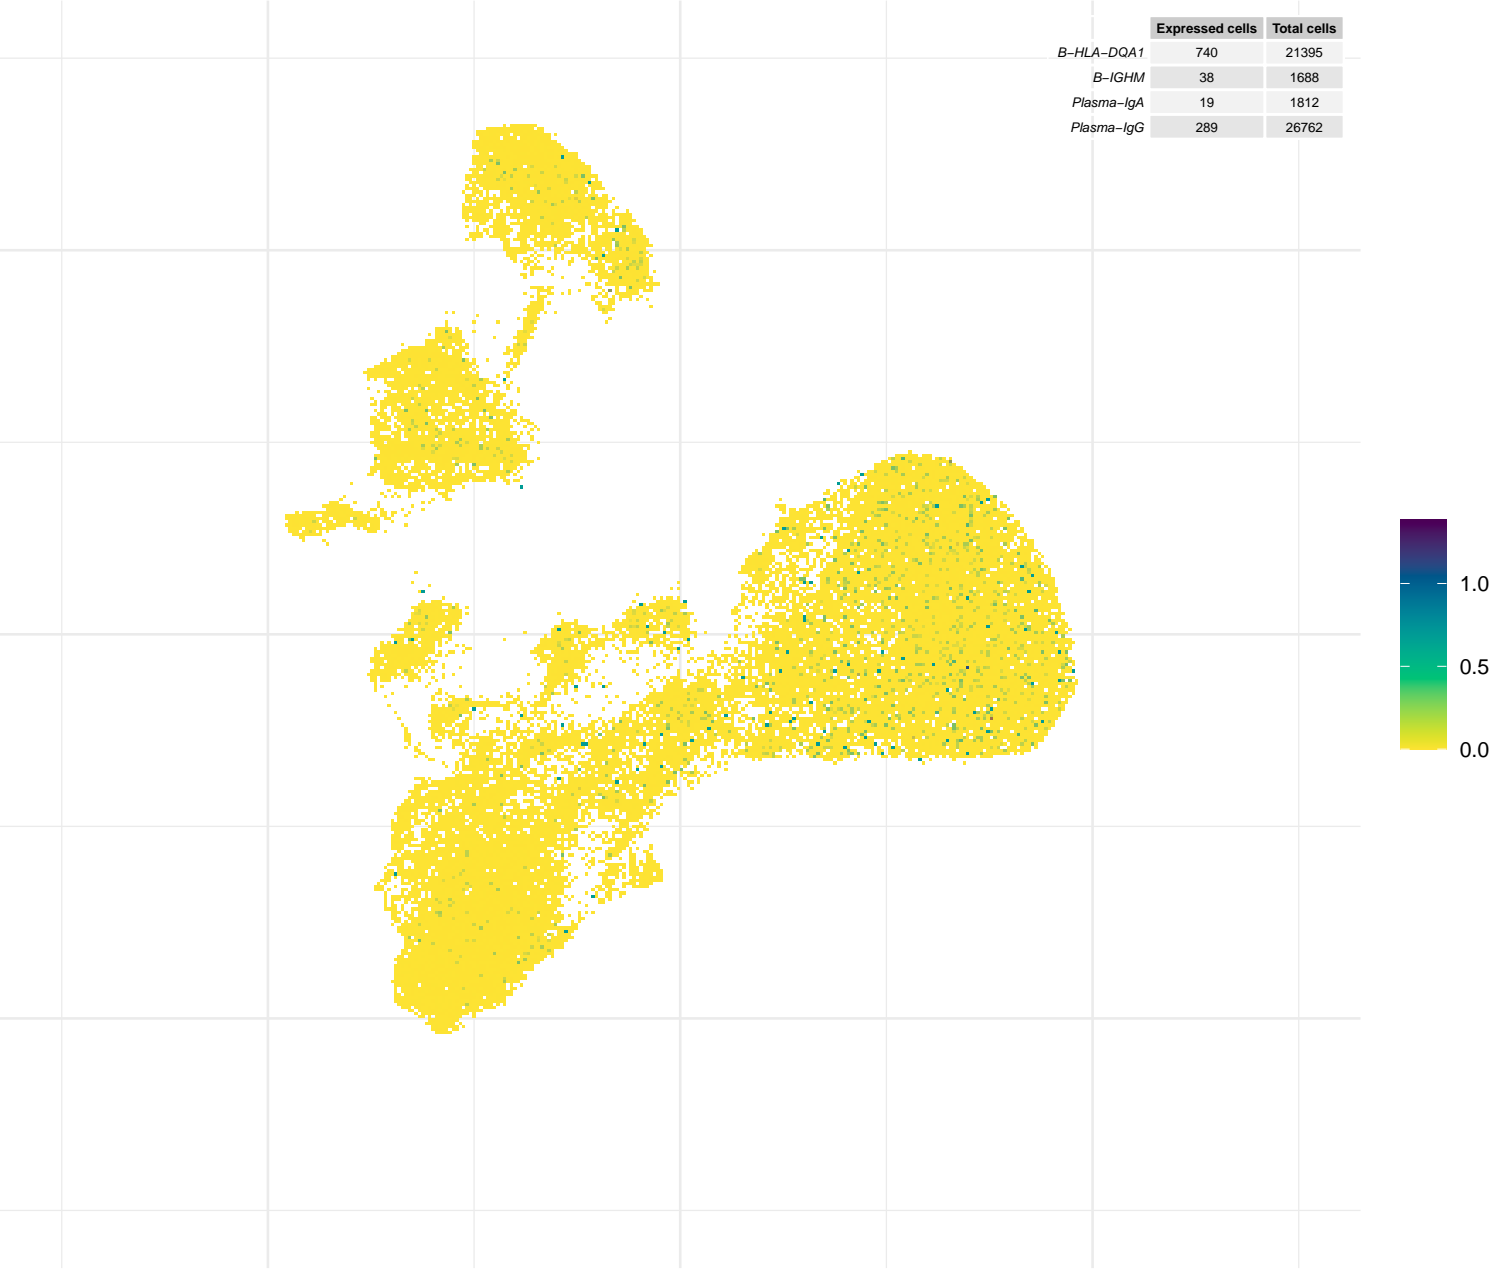 Expressed cells Total cells
B−HLA−DQA1 740 21395
B−IGHM 38 1688
Plasma−IgA 19 1812
Plasma−IgG 289 26762
1.0
0.5
0.0